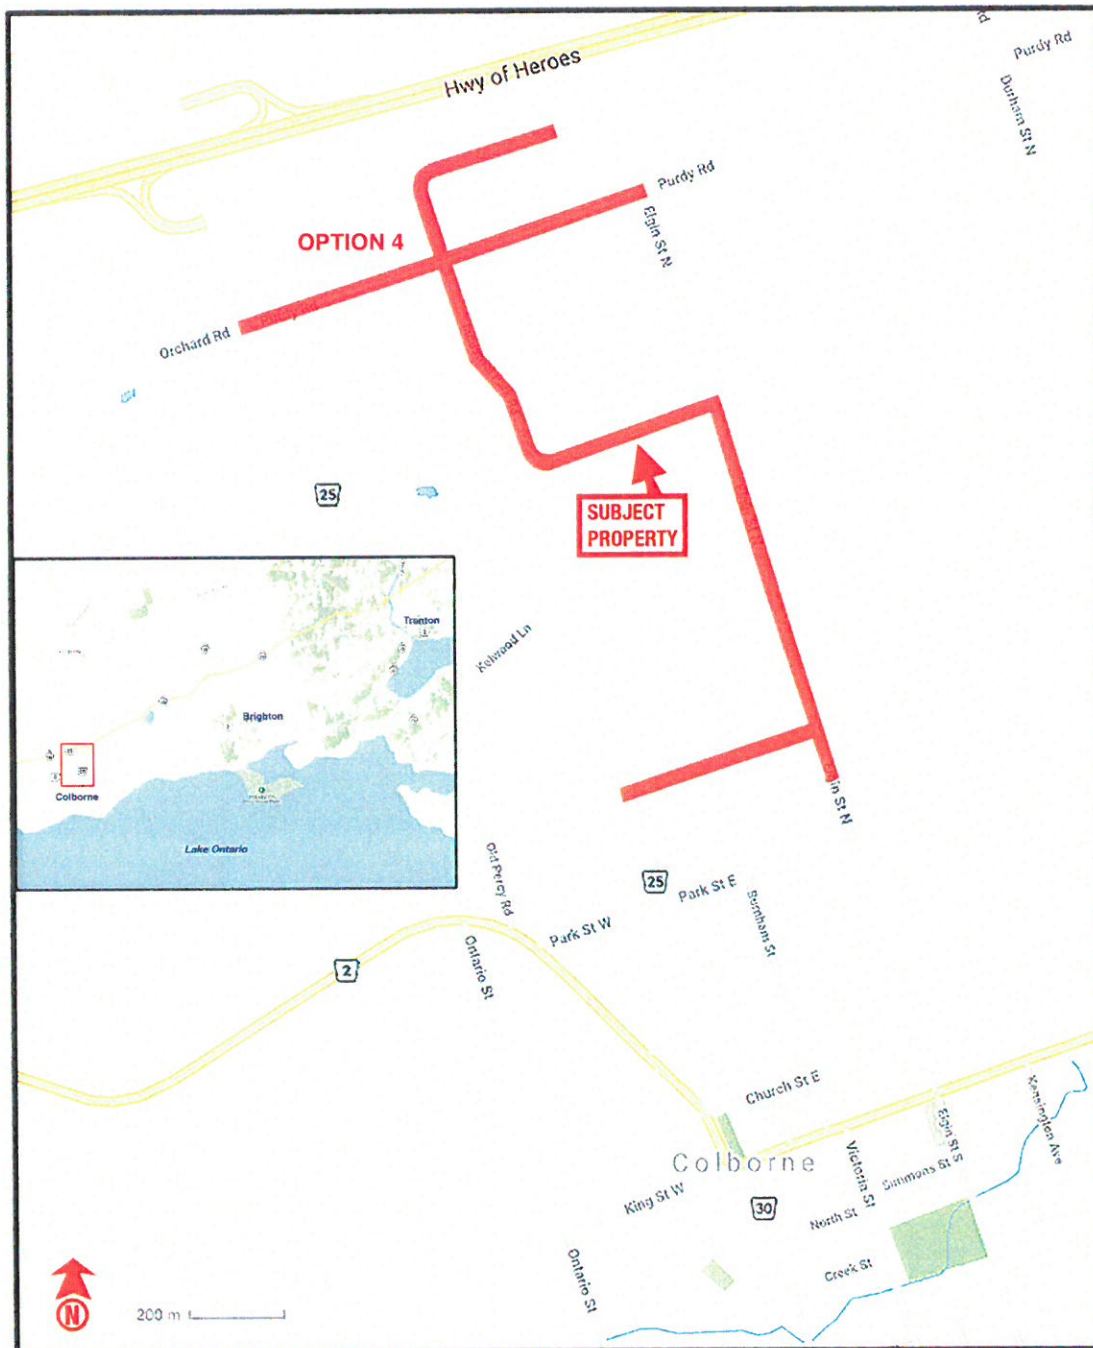 Hwy of Heroes
Purdy Rd
Durham St N
Purdy Rd
Elgin St N
OPTION 4
Orchard Rd
25
SUBJECT
PROPERTY
Kelwood Ln
Trenton
Brighton
Colborne
Lake Ontario
St N
Old Percy Rd
25
Park St E
Burnham St
Park St W
Ontario St
2
Church St E
Kensington Ave
Elgin St S
Victoria St
Simmons St
Colborne
King St W
30
North St
Creek St
Ontario St
N
200 m